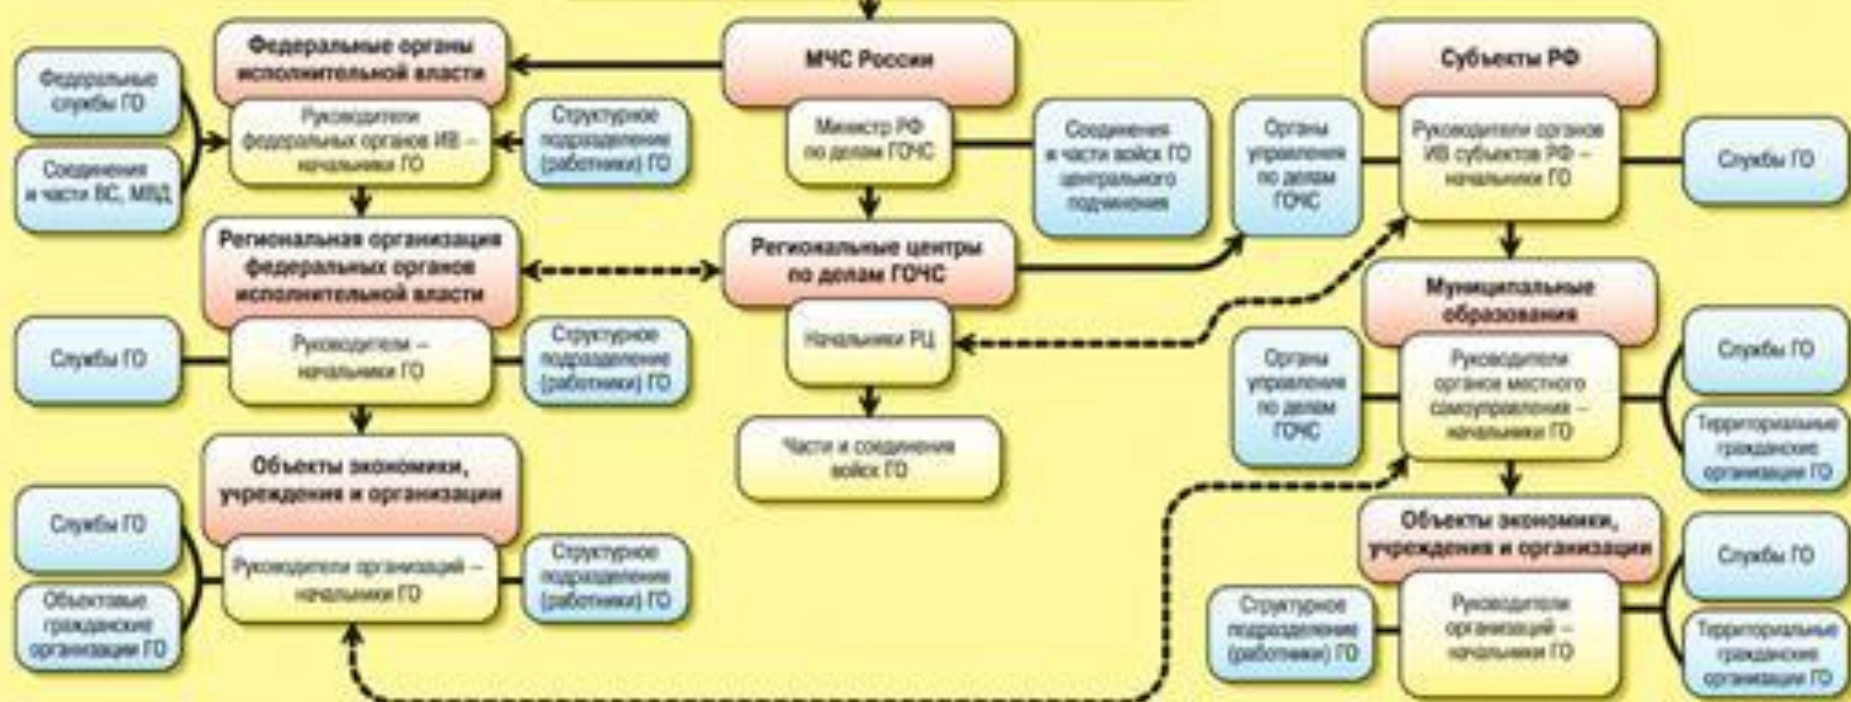 Федеральные органы
исполнительной власти
Федеральные
службы ГО
Соединения
и части ВС, МВД
Руководители
федеральных органов ИВ –
начальники ГО
Структурное
подразделение
(работники) ГО
Региональная организация
федеральных органов
исполнительной власти
Службы ГО
Руководители –
начальники ГО
Структурное
подразделение
(работники) ГО
Объекты экономики,
учреждения и организации
Службы ГО
Объектовые
гражданские
организации ГО
Руководители организаций –
начальники ГО
Структурное
подразделение
(работники) ГО
МЧС России
Министр РФ
по делам ГОЧС
Соединения
и части войск ГО
центрального
подчинения
Региональные центры
по делам ГОЧС
Начальники РЦ
Части и соединения
войск ГО
Субъекты РФ
Органы
управления
по делам
ГОЧС
Руководители органов
ИВ субъектов РФ –
начальники ГО
Службы ГО
Муниципальные
образования
Органы
управления
по делам
ГОЧС
Руководители
органов местного
самоуправления –
начальники ГО
Службы ГО
Территориальные
гражданские
организации ГО
Объекты экономики,
учреждения и организации
Структурное
подразделение
(работники) ГО
Руководители
организаций –
начальники ГО
Службы ГО
Территориальные
гражданские
организации ГО